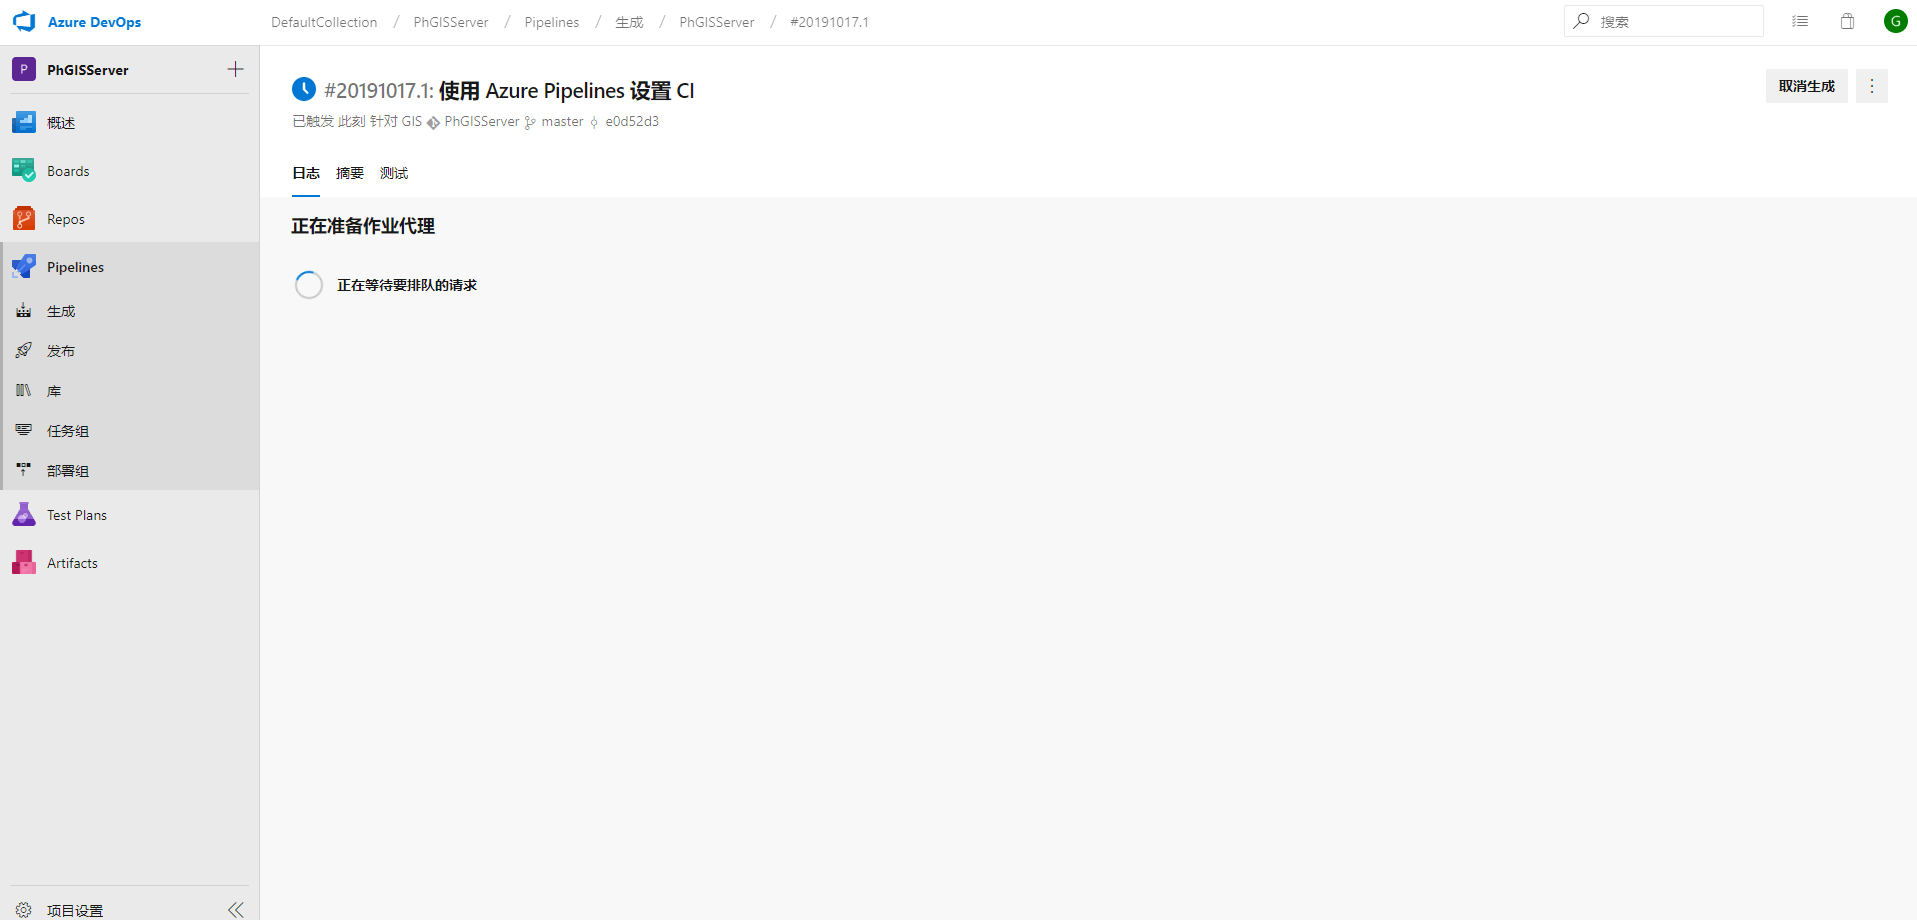 Azure DevOps
DefaultCollection / PhGISServer / Pipelines / 生成 / PhGISServer / #20191017.1
搜索
G
P PhGISServer
概述
Boards
Repos
Pipelines
生成
发布
库
任务组
部署组
Test Plans
Artifacts
项目设置
#20191017.1: 使用 Azure Pipelines 设置 CI
已触发 此刻 针对 GIS PhGISServer master e0d52d3
取消生成
日志 摘要 测试
正在准备作业代理
正在等待要排队的请求